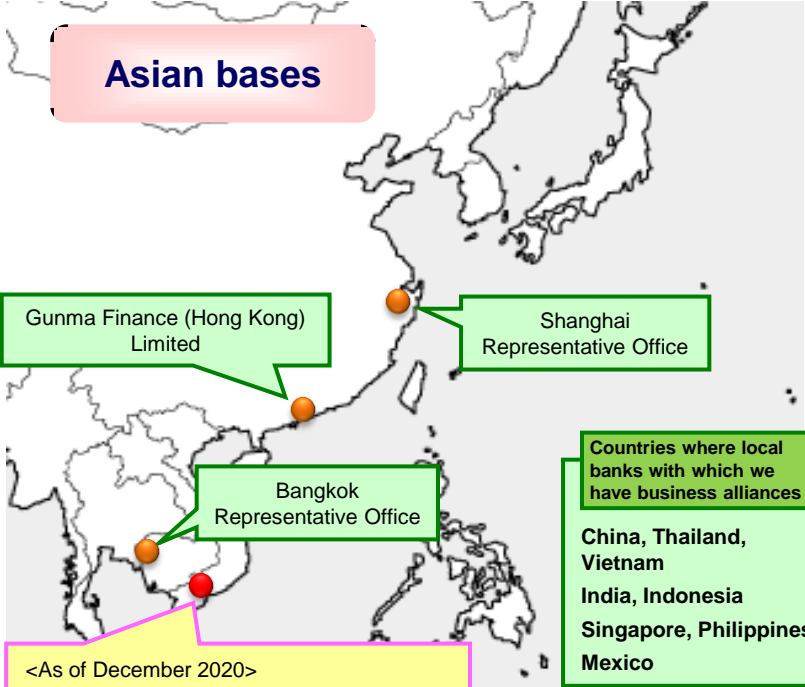 Asian bases
Gunma Finance (Hong Kong)
Limited
Shanghai
Representative Office
Bangkok
Representative Office
Countries where local
banks with which we
have business alliances
China, Thailand,
Vietnam
India, Indonesia
Singapore, Philippines
Mexico
<As of December 2020>